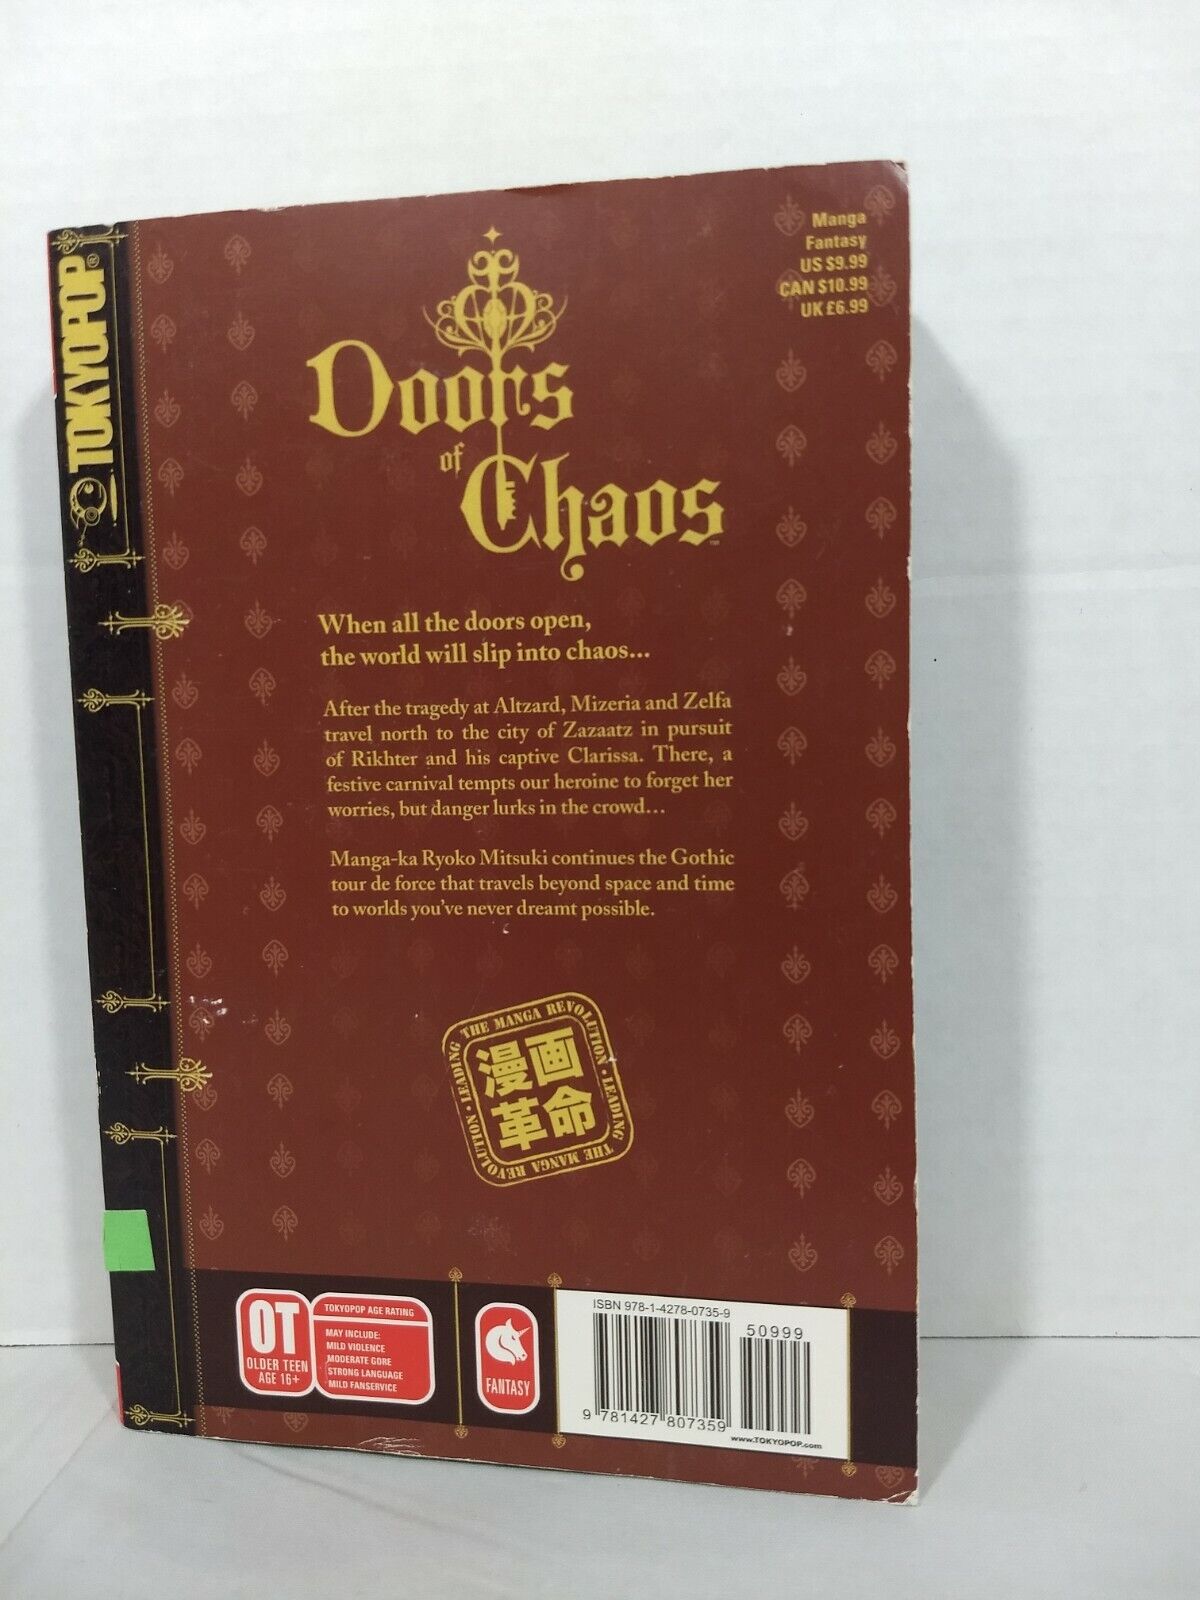 TOKYOPOP®
Manga
Fantasy
US $9.99
CAN $10.99
UK £6.99
Doors
of
Chaos
™
When all the doors open,
the world will slip into chaos...
After the tragedy at Altzard, Mizeria and Zelfa
travel north to the city of Zazaatz in pursuit
of Rikhter and his captive Clarissa. There, a
festive carnival tempts our heroine to forget her
worries, but danger lurks in the crowd...
Manga-ka Ryoko Mitsuki continues the Gothic
tour de force that travels beyond space and time
to worlds you've never dreamt possible.
LEADING THE MANGA REVOLUTION • LEADING THE MANGA REVOLUTION •
漫画
革命
OT
OLDER TEEN
AGE 16+
TOKYOPOP AGE RATING
MAY INCLUDE:
MILD VIOLENCE
MODERATE GORE
STRONG LANGUAGE
MILD FANSERVICE
FANTASY
ISBN 978-1-4278-0735-9
50999
9 781427 807359
www.TOKYOPOP.com